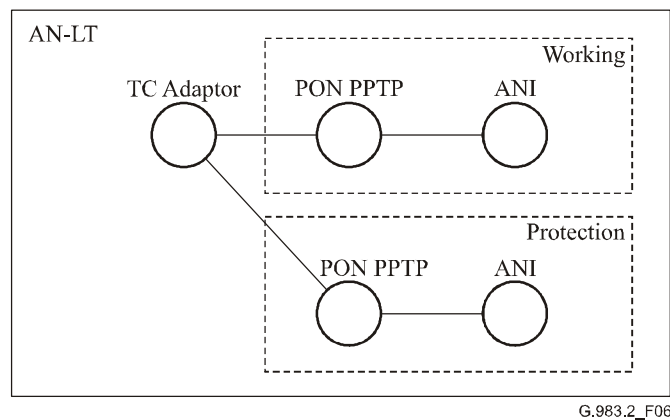 AN-LT
Working
TC Adaptor PON PPTP ANI
Protection
PON PPTP ANI
G.983.2_F06